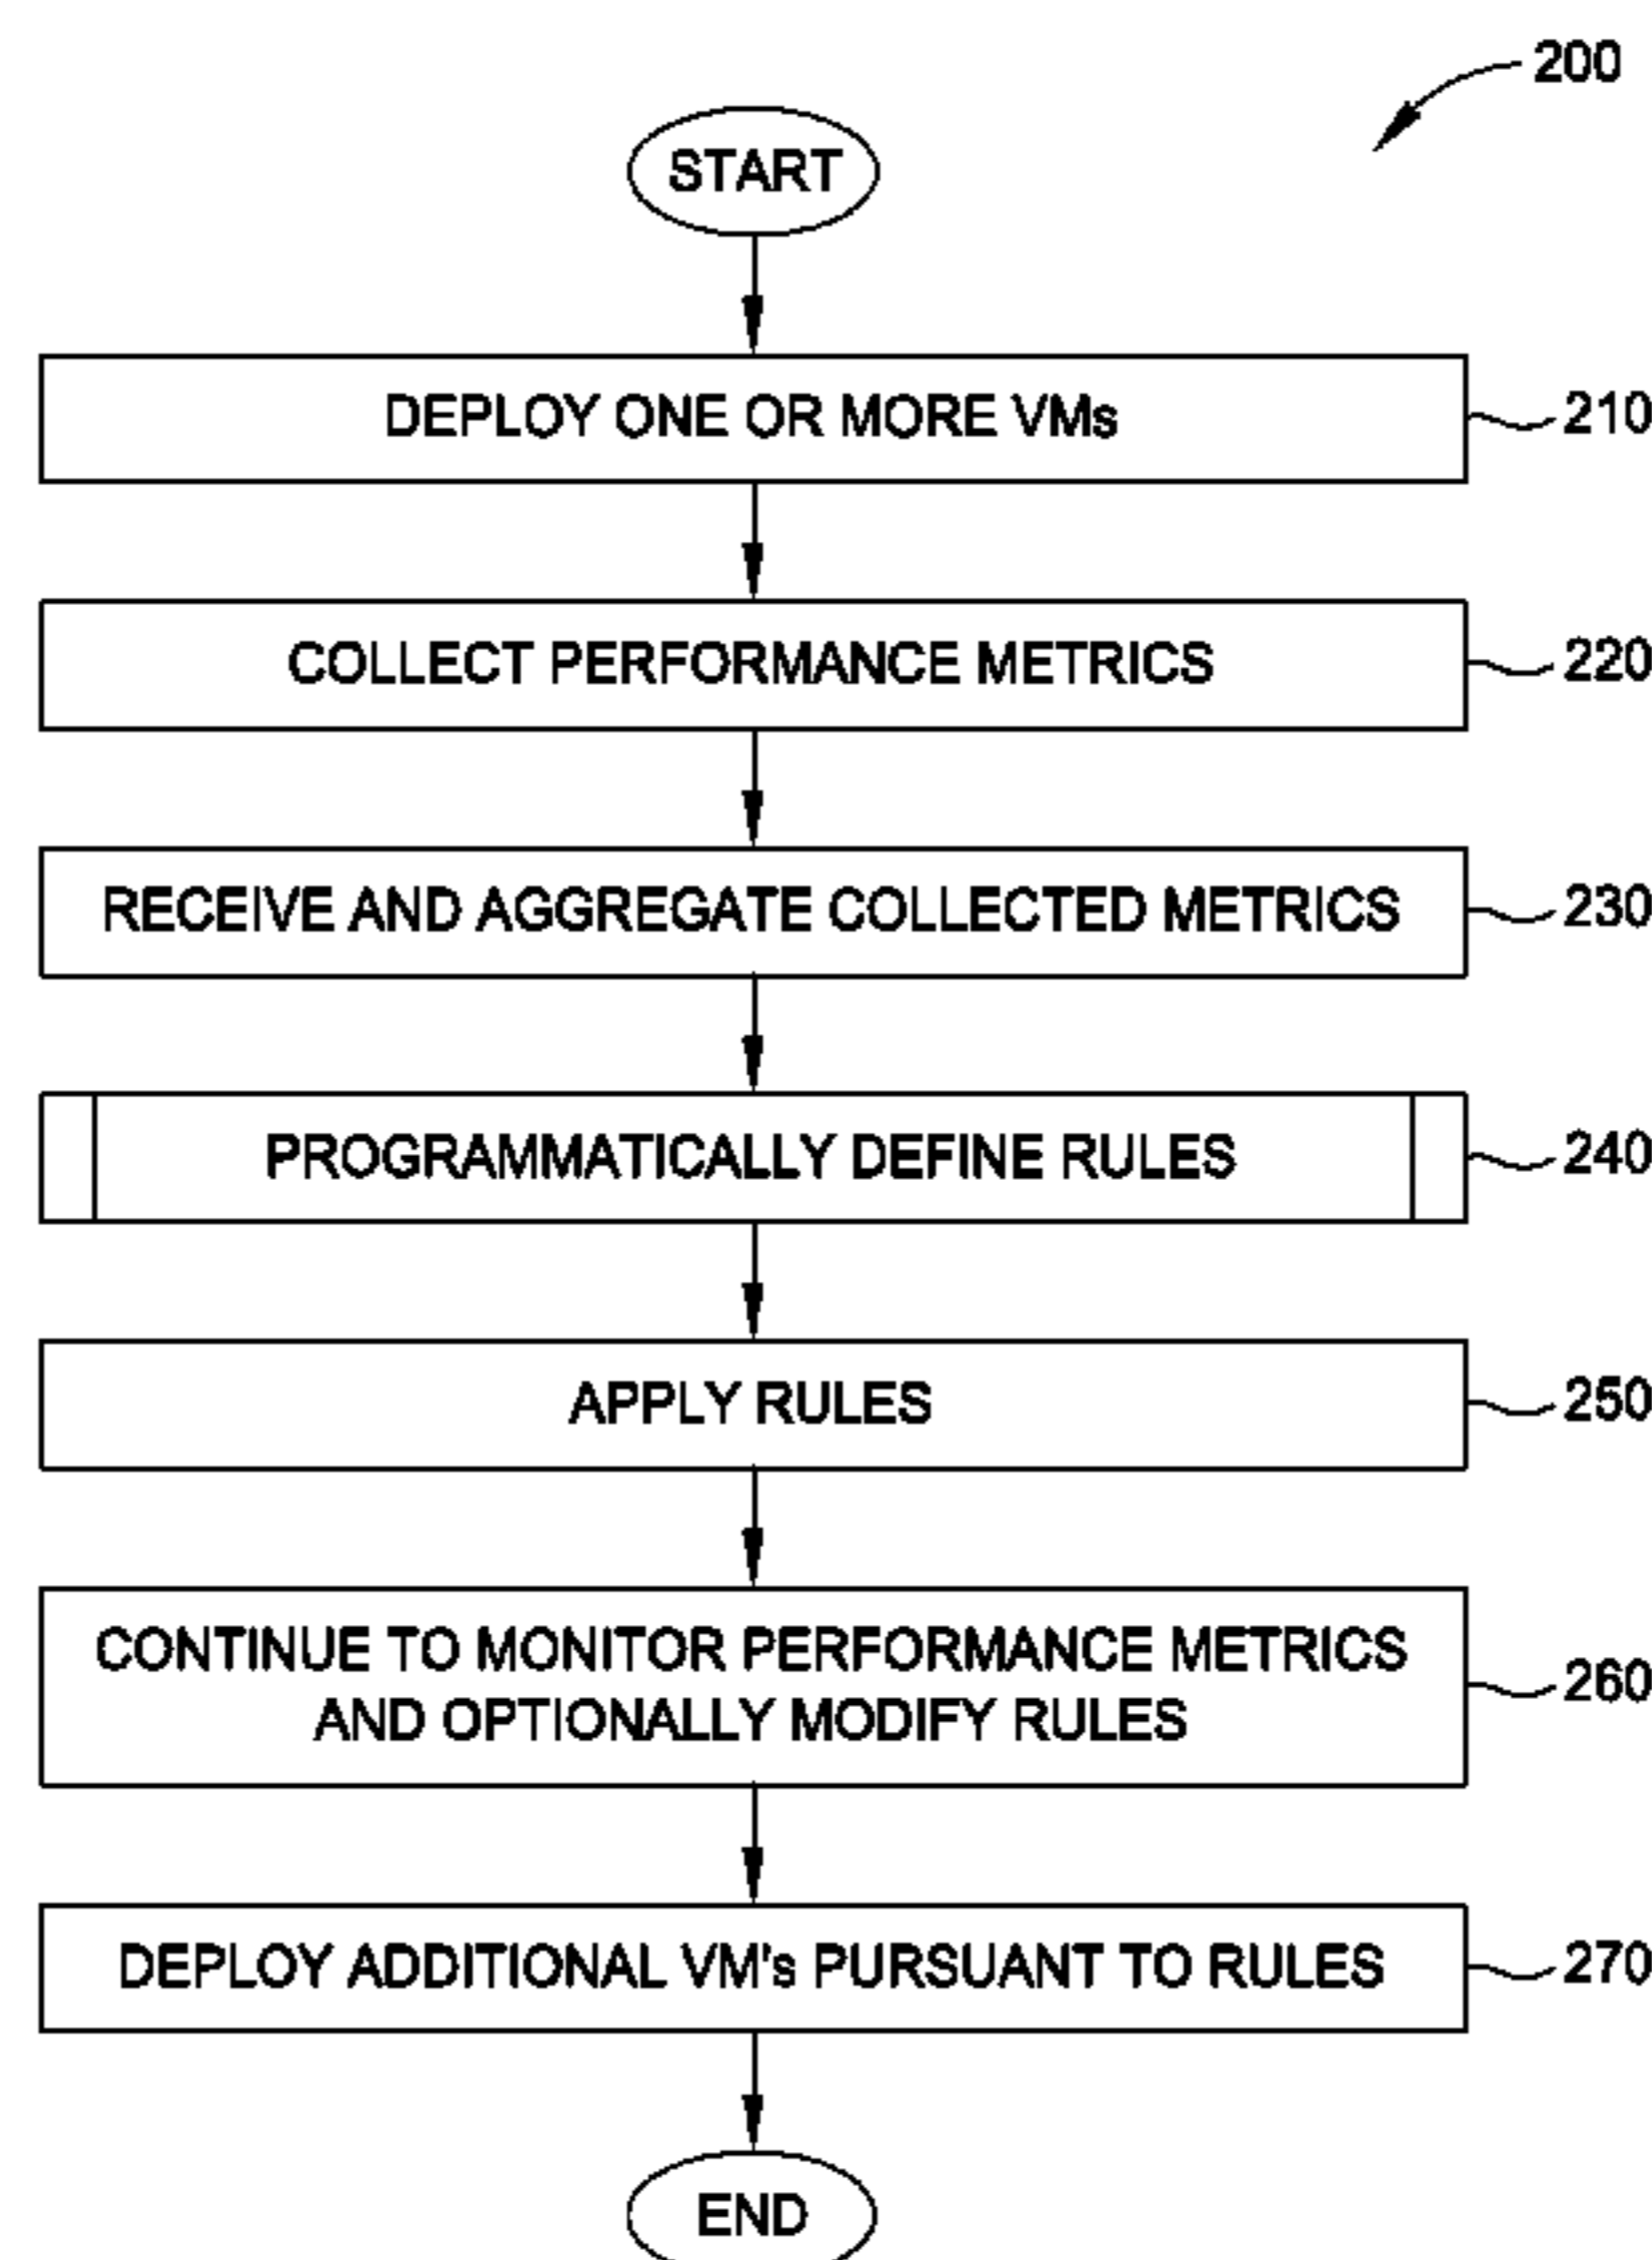 200
START
DEPLOY ONE OR MORE VMs
210
COLLECT PERFORMANCE METRICS
220
RECEIVE AND AGGREGATE COLLECTED METRICS
230
PROGRAMMATICALLY DEFINE RULES
240
APPLY RULES
250
CONTINUE TO MONITOR PERFORMANCE METRICS
AND OPTIONALLY MODIFY RULES
260
DEPLOY ADDITIONAL VM's PURSUANT TO RULES
270
END